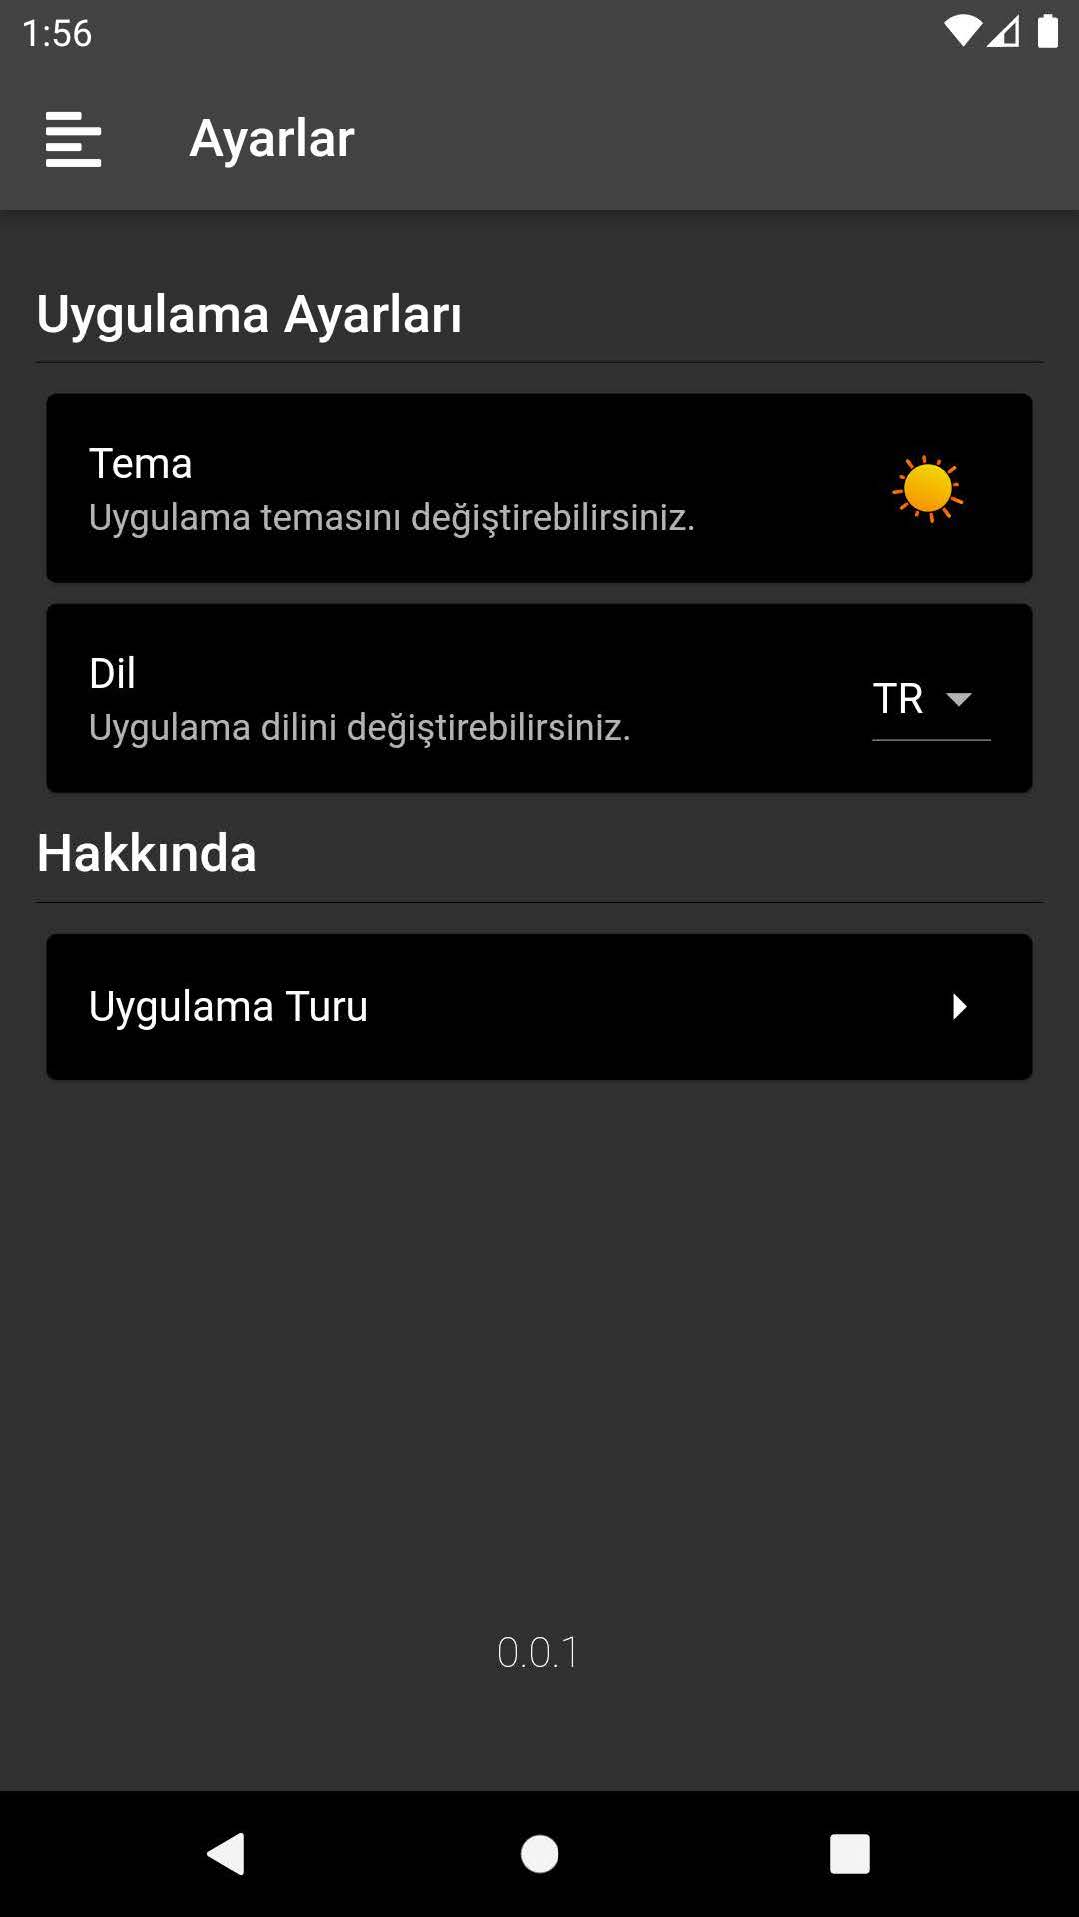 1:56
Ayarlar
Uygulama Ayarları
Tema
Uygulama temasını değiştirebilirsiniz.
Dil
Uygulama dilini değiştirebilirsiniz.
TR
Hakkında
Uygulama Turu
0.0.1